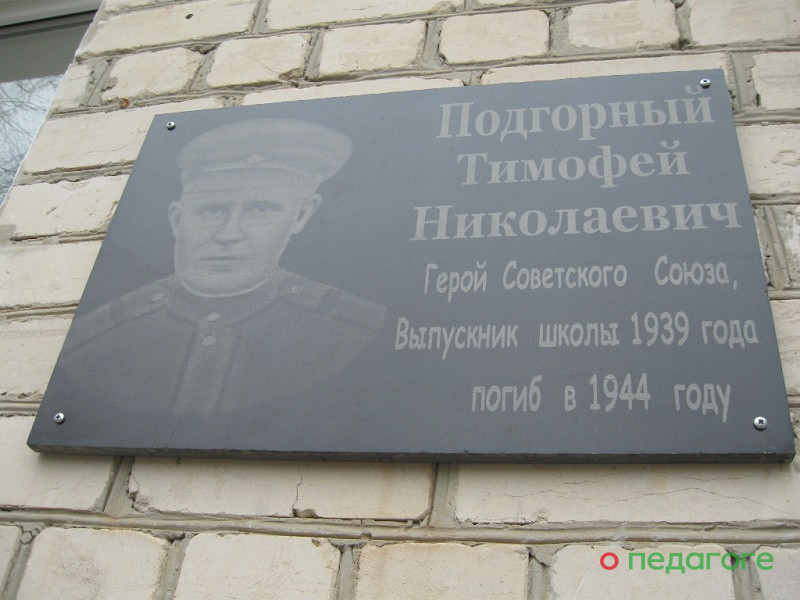 Подгорный
Тимофей
Николаевич
Герой Советского Союза,
Выпускник школы 1939 года
погиб в 1944 году
о педагоге